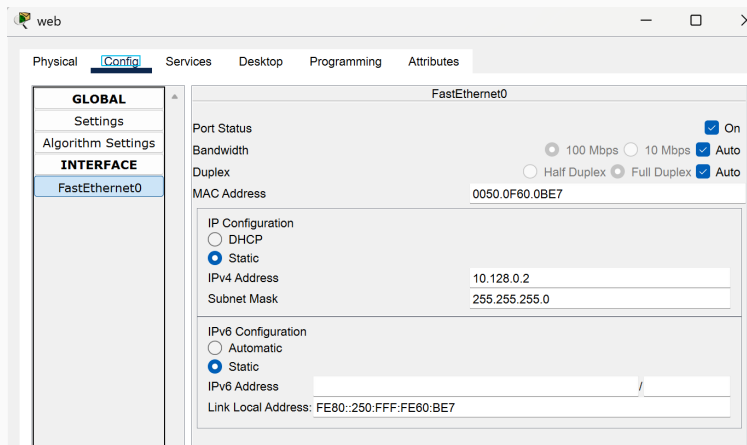 web
Physical Config Services Desktop Programming Attributes
GLOBAL
Settings
Algorithm Settings
INTERFACE
FastEthernet0
FastEthernet0
Port Status On
Bandwidth 100 Mbps 10 Mbps Auto
Duplex Half Duplex Full Duplex Auto
MAC Address 0050.0F60.0BE7
IP Configuration
DHCP
Static
IPv4 Address 10.128.0.2
Subnet Mask 255.255.255.0
IPv6 Configuration
Automatic
Static
IPv6 Address /
Link Local Address: FE80::250:FFF:FE60:BE7